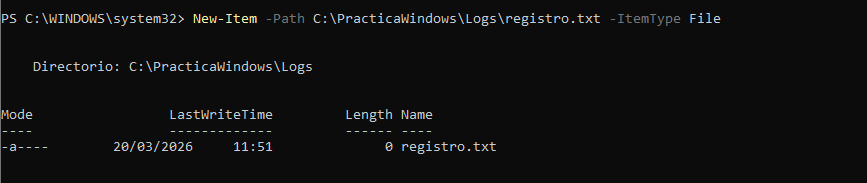 PS C:\WINDOWS\system32> New-Item -Path C:\PracticaWindows\Logs\registro.txt -ItemType File
Directorio: C:\PracticaWindows\Logs
Mode                 LastWriteTime         Length Name
----                 -------------         ------ ----
-a----        20/03/2026     11:51              0 registro.txt